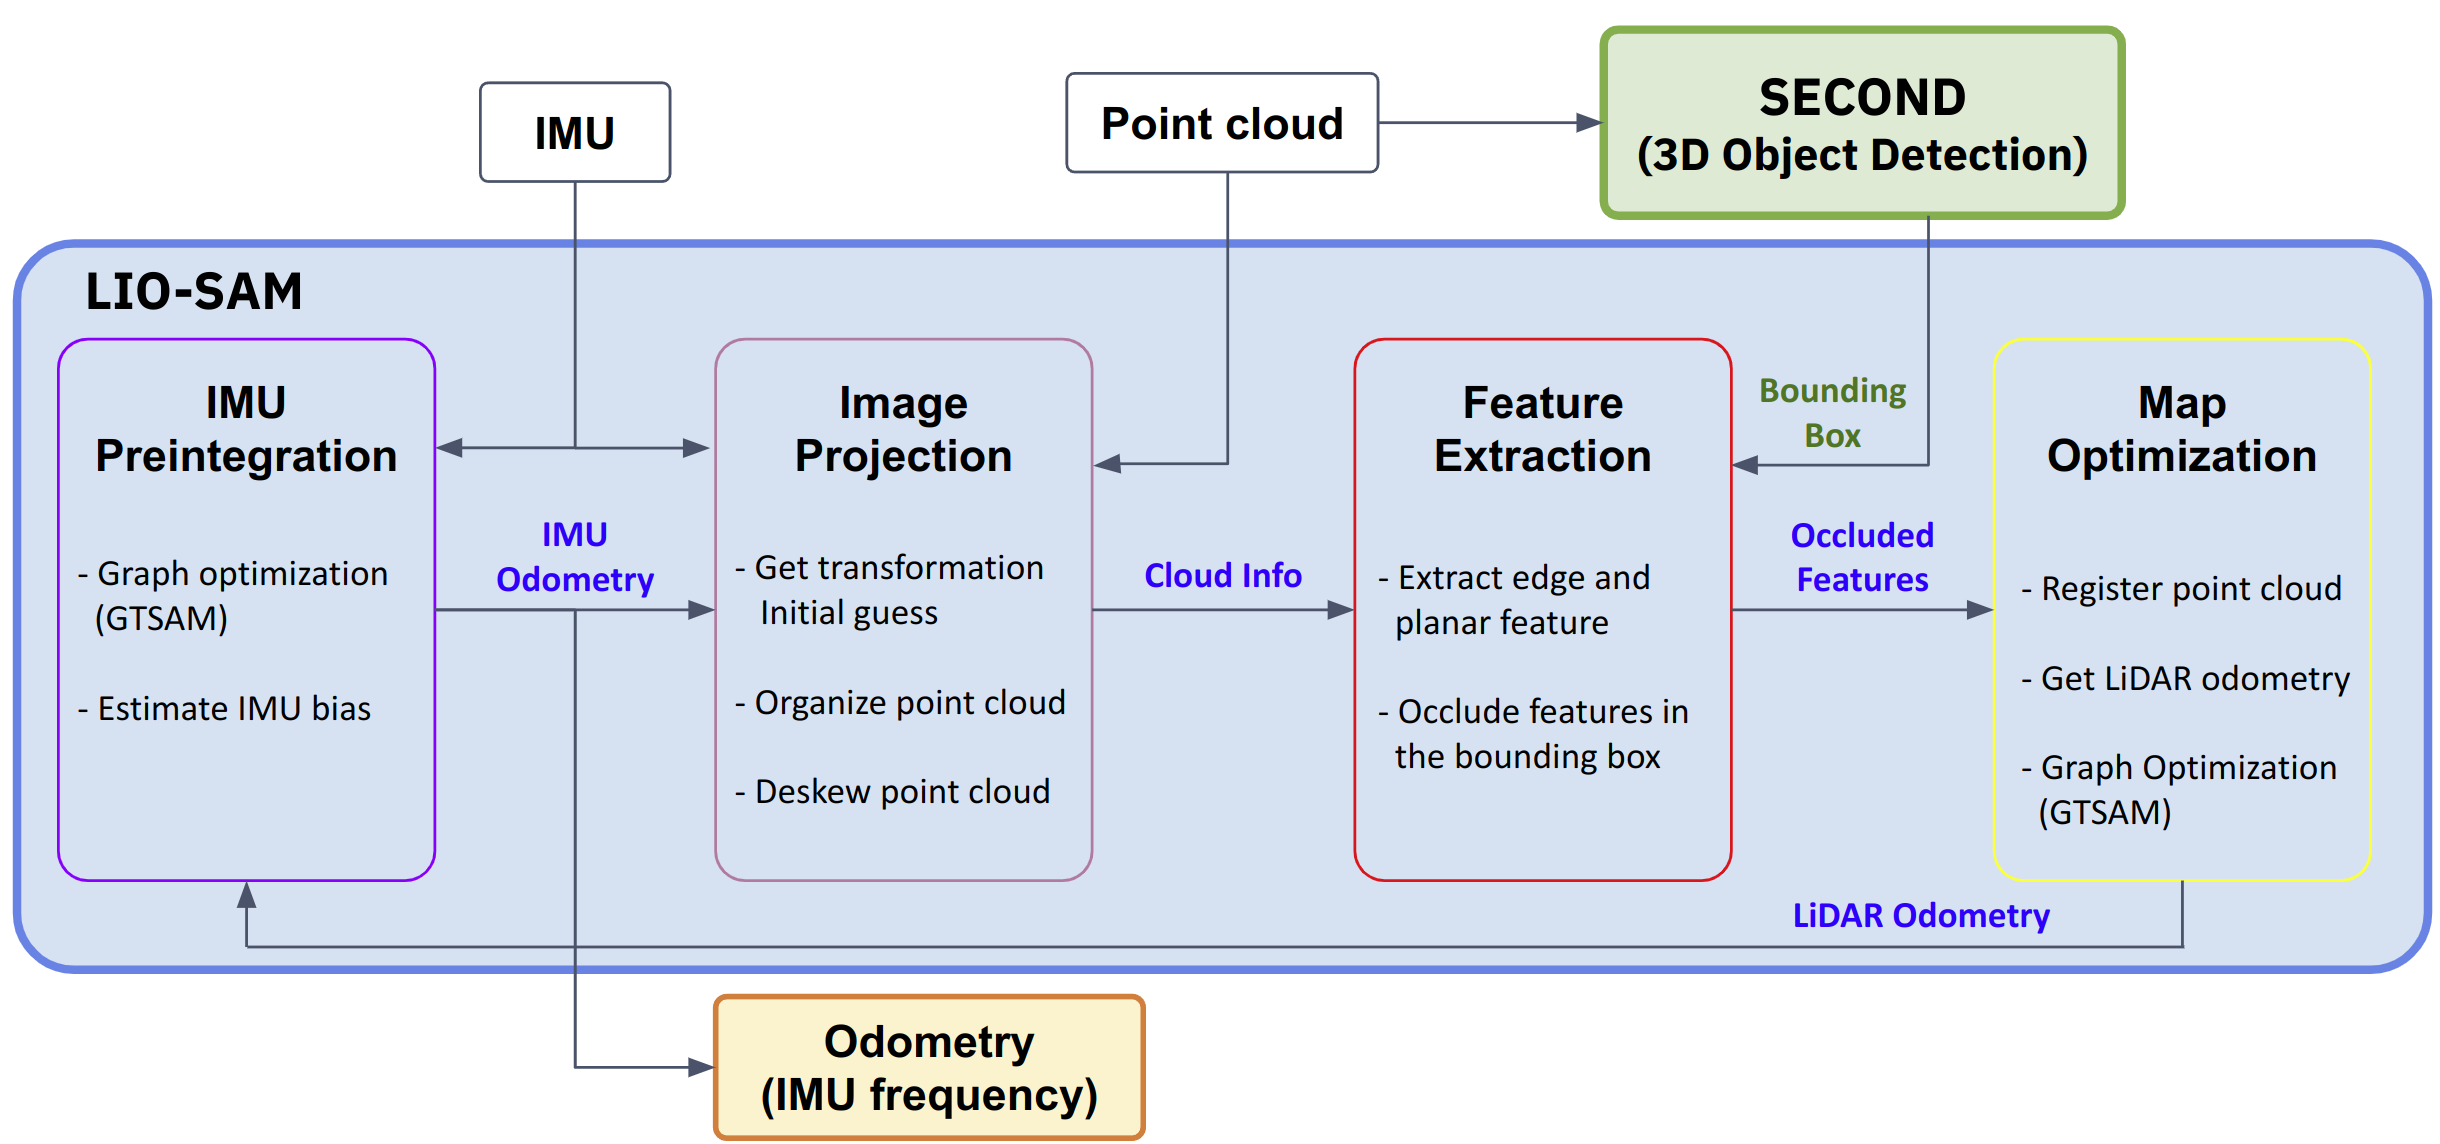 IMU
Point cloud
SECOND
(3D Object Detection)
LIO-SAM
IMU
Preintegration
- Graph optimization
(GTSAM)
- Estimate IMU bias
IMU
Odometry
Image
Projection
- Get transformation
Initial guess
- Organize point cloud
- Deskew point cloud
Cloud Info
Feature
Extraction
- Extract edge and
planar feature
- Occlude features in
the bounding box
Bounding
Box
Occluded
Features
Map
Optimization
- Register point cloud
- Get LiDAR odometry
- Graph Optimization
(GTSAM)
LiDAR Odometry
Odometry
(IMU frequency)